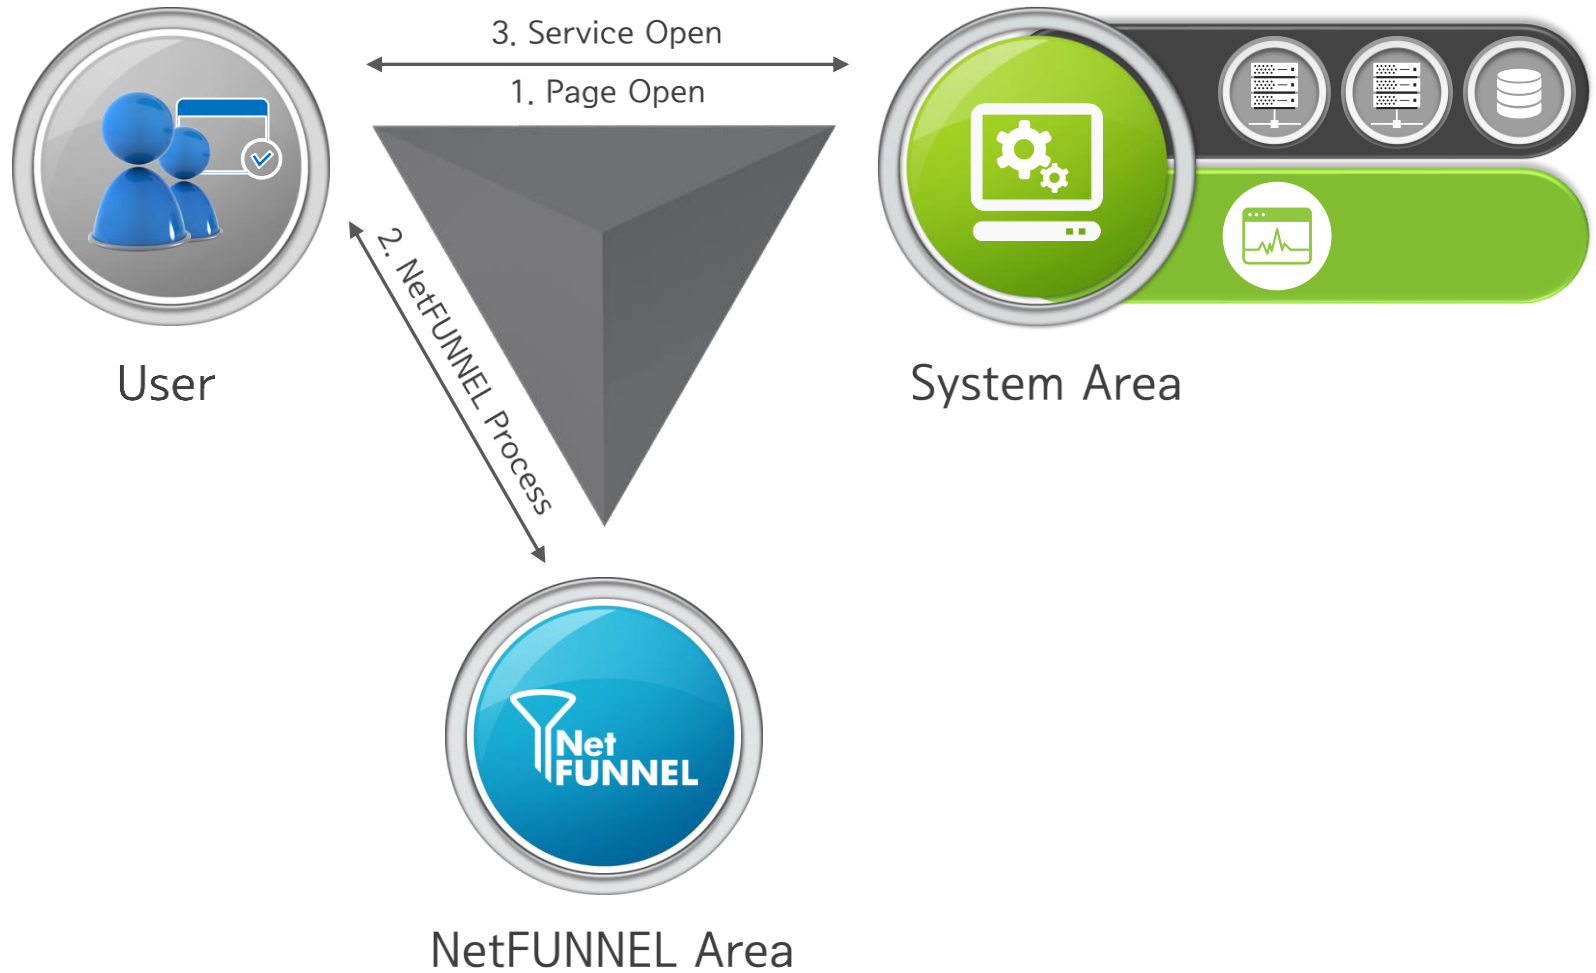 3. Service Open
1. Page Open
2. NetFUNNEL Process
User
System Area
Net
FUNNEL
NetFUNNEL Area